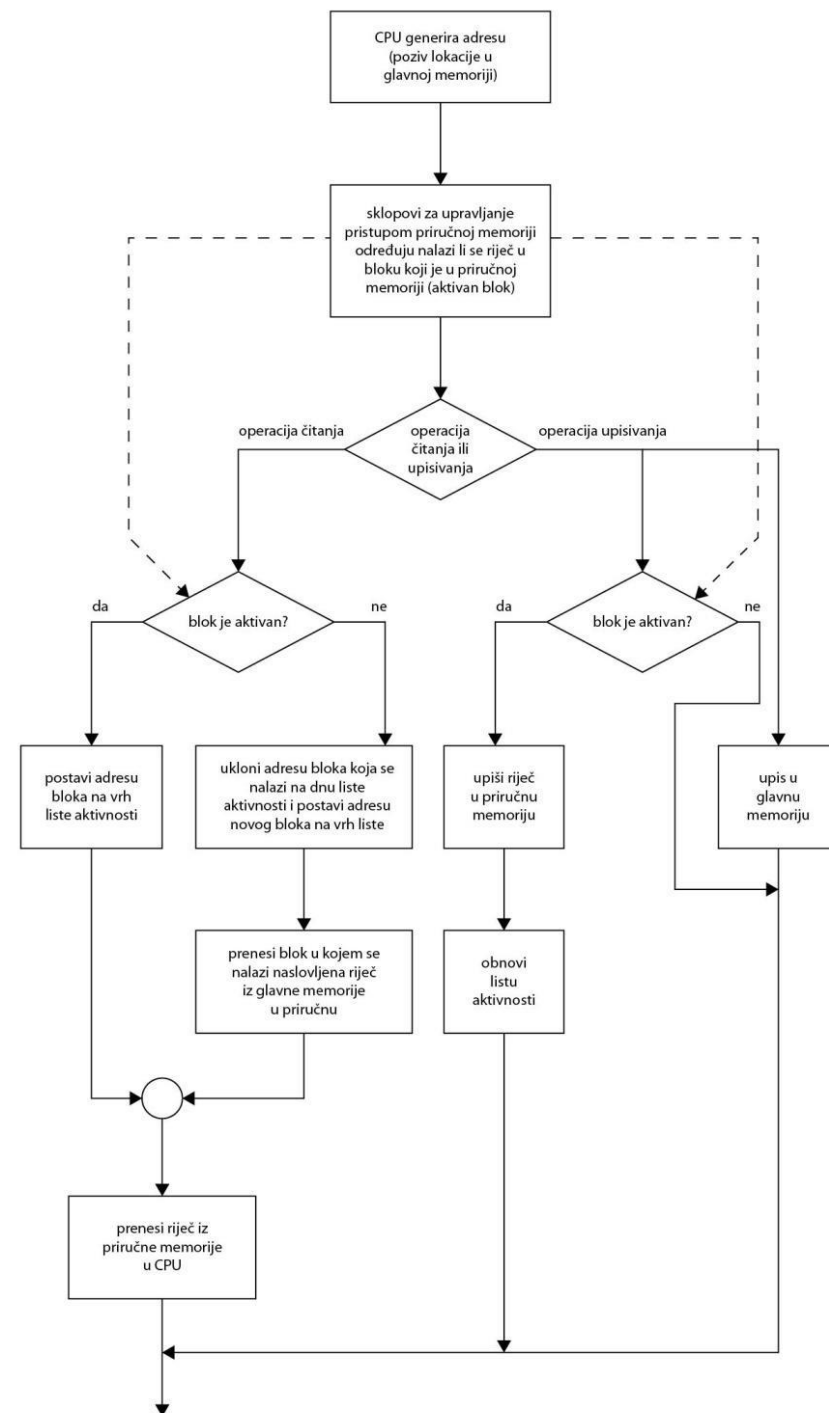 CPU generira adresu
(poziv lokacije u
glavnoj memoriji)
sklopovi za upravljanje
pristupom priručnoj memoriji
određuju nalazi li se riječ u
bloku koji je u priručnoj
memoriji (aktivan blok)
operacija čitanja
operacija
čitanja ili
upisivanja
operacija upisivanja
da
blok je aktivan?
ne
da
blok je aktivan?
ne
postavi adresu
bloka na vrh
liste aktivnosti
ukloni adresu bloka koja se
nalazi na dnu liste
aktivnosti i postavi adresu
novog bloka na vrh liste
upiši riječ
u priručnu
memoriju
upis u
glavnu
memoriju
prenesi blok u kojem se
nalazi naslovljena riječ
iz glavne memorije
u priručnu
obnovi
listu
aktivnosti
prenesi riječ iz
priručne memorije
u CPU